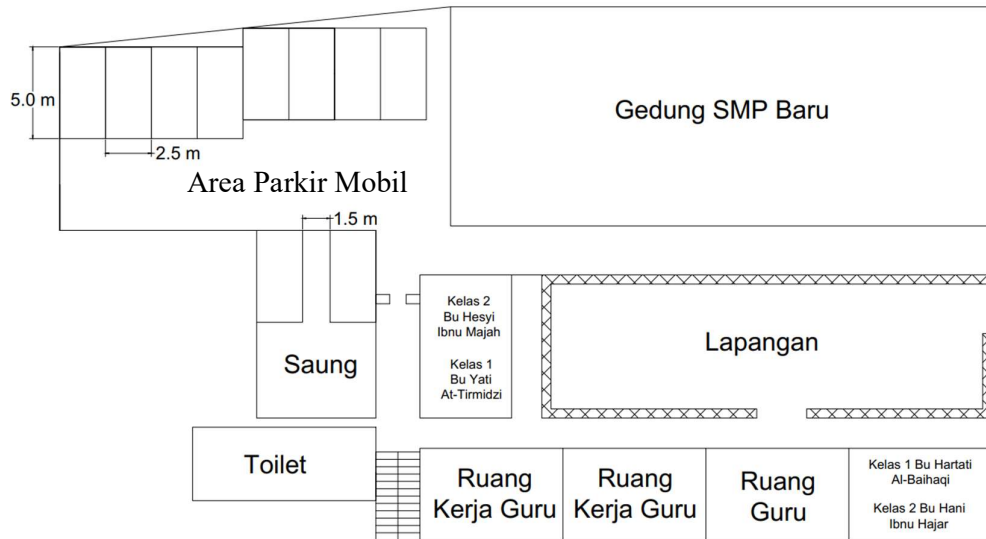 Gedung SMP Baru
5.0 m
2.5 m
Area Parkir Mobil
1.5 m
Kelas 2
Bu Hesyi
Ibnu Majah
Kelas 1
Bu Yati
At-Tirmidzi
Lapangan
Saung
Toilet
Ruang
Kerja Guru
Ruang
Kerja Guru
Ruang
Guru
Kelas 1 Bu Hartati
Al-Baihaqi
Kelas 2 Bu Hani
Ibnu Hajar